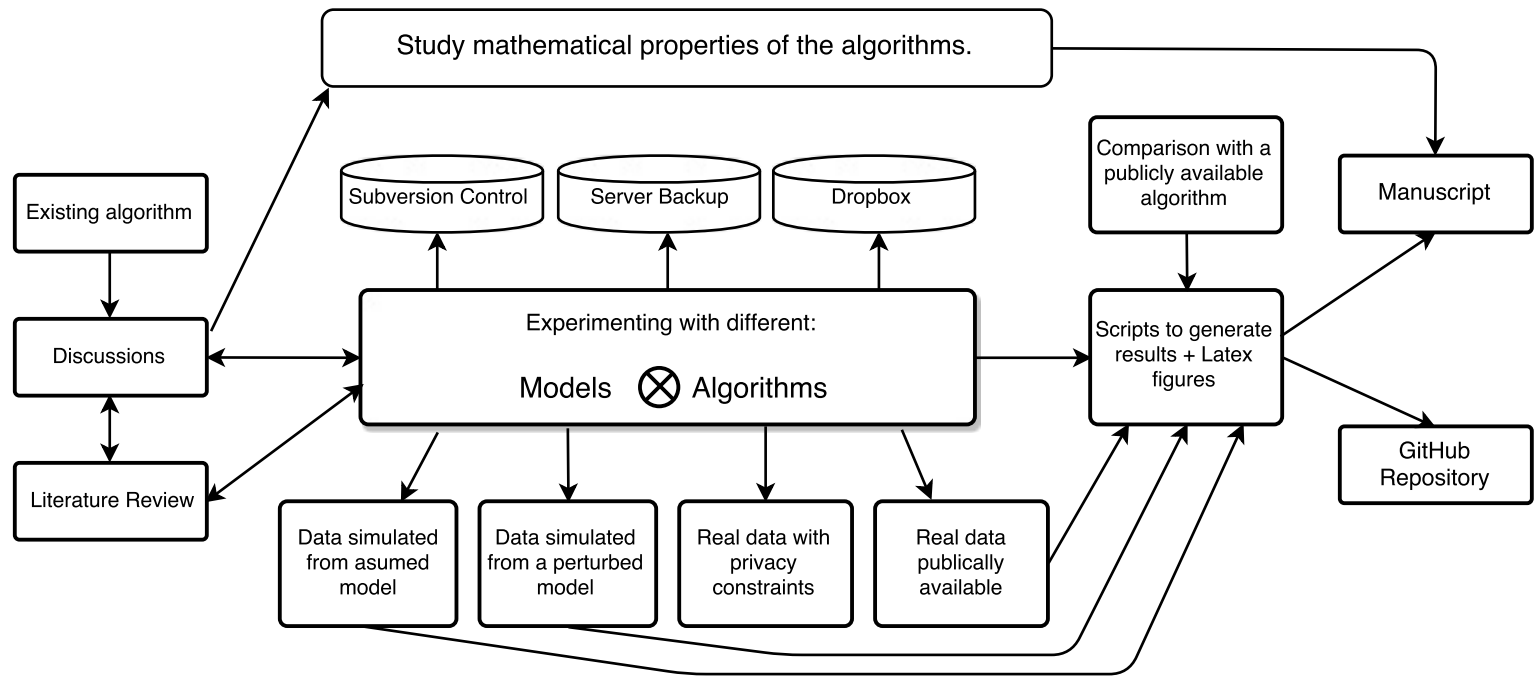 Study mathematical properties of the algorithms.
Existing algorithm
Discussions
Literature Review
Subversion Control
Server Backup
Dropbox
Experimenting with different:
Models
Algorithms
Data simulated
from asumed
model
Data simulated
from a perturbed
model
Real data with
privacy
constraints
Real data
publically
available
Comparison with a
publicly available
algorithm
Scripts to generate
results + Latex
figures
Manuscript
GitHub
Repository